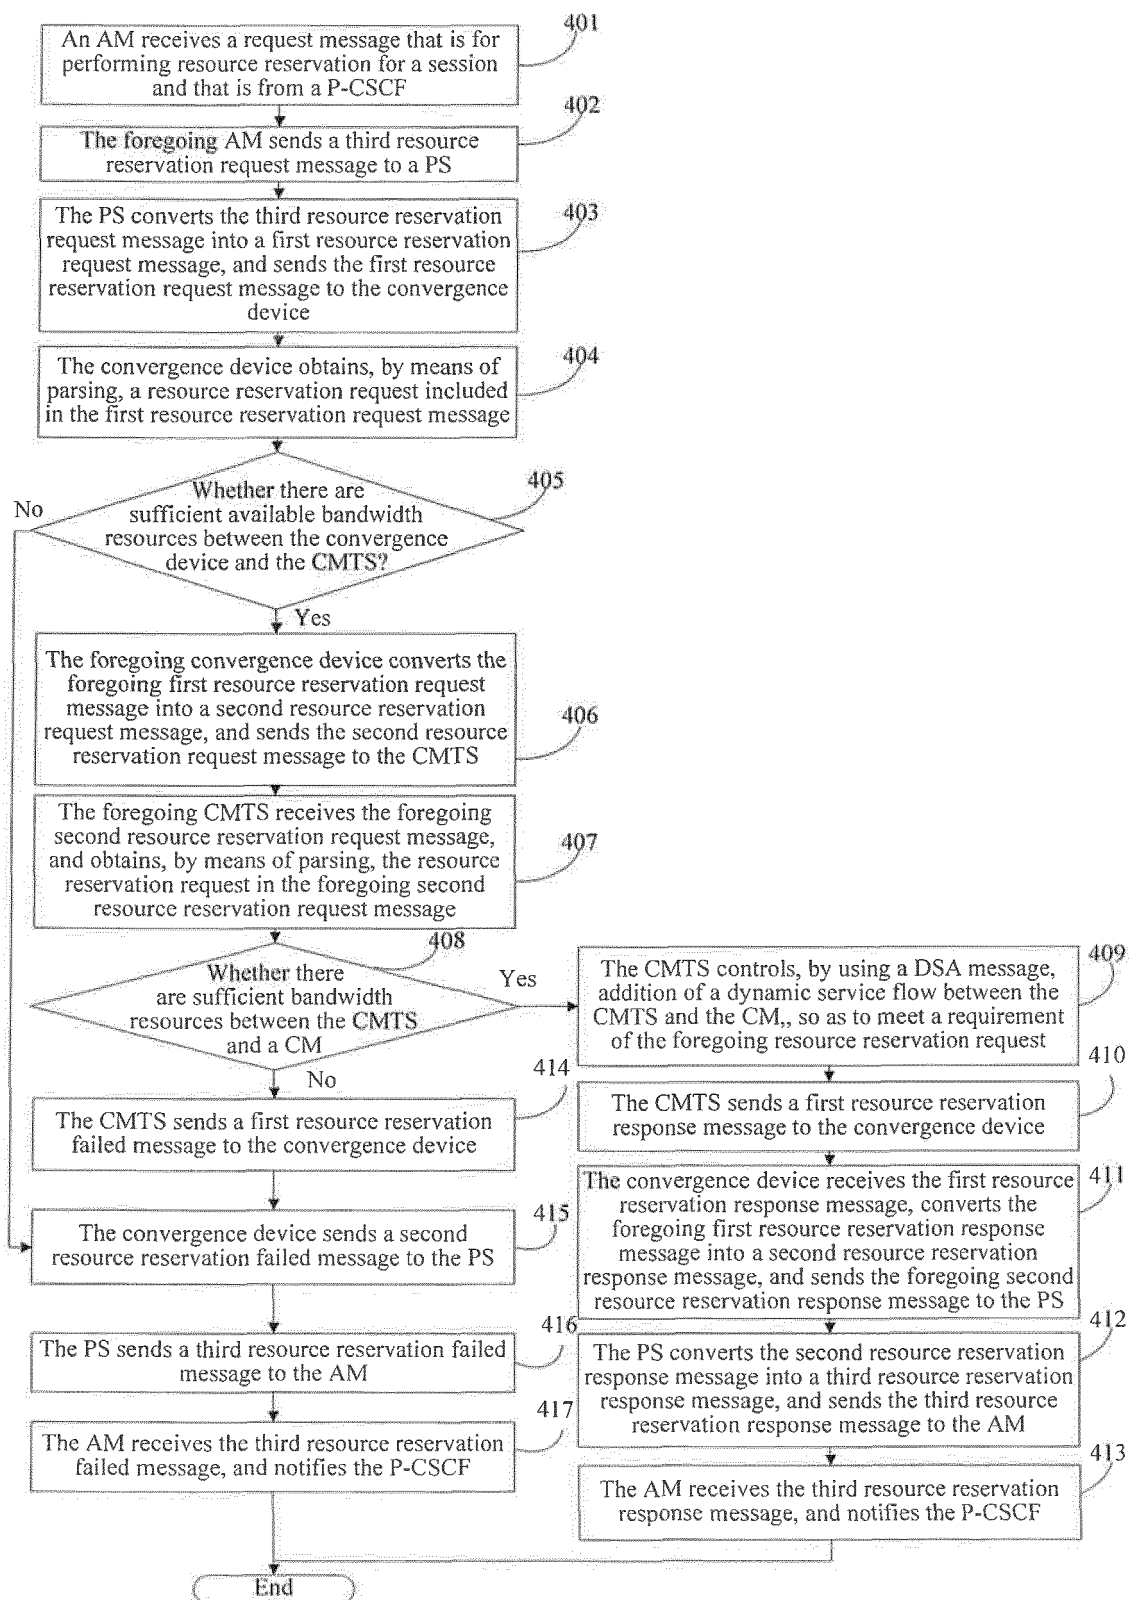 401
An AM receives a request message that is for
performing resource reservation for a session
and that is from a P-CSCF
402
The foregoing AM sends a third resource
reservation request message to a PS
403
The PS converts the third resource reservation
request message into a first resource reservation
request message, and sends the first resource
reservation request message to the convergence
device
404
The convergence device obtains, by means of
parsing, a resource reservation request included
in the first resource reservation request message
405
Whether there are
sufficient available bandwidth
resources between the convergence
device and the CMTS?
No
Yes
The foregoing convergence device converts the
foregoing first resource reservation request
message into a second resource reservation
request message, and sends the second resource
reservation request message to the CMTS
406
The foregoing CMTS receives the foregoing
second resource reservation request message,
and obtains, by means of parsing, the resource
reservation request in the foregoing second
resource reservation request message
407
408
Whether there
are sufficient bandwidth
resources between the CMTS
and a CM
Yes
No
409
The CMTS controls, by using a DSA message,
addition of a dynamic service flow between the
CMTS and the CM,, so as to meet a requirement
of the foregoing resource reservation request
410
The CMTS sends a first resource reservation
response message to the convergence device
411
The convergence device receives the first resource
reservation response message, converts the
foregoing first resource reservation response
message into a second resource reservation
response message, and sends the foregoing second
resource reservation response message to the PS
412
The PS converts the second resource reservation
response message into a third resource reservation
response message, and sends the third resource
reservation response message to the AM
413
The AM receives the third resource reservation
response message, and notifies the P-CSCF
414
The CMTS sends a first resource reservation
failed message to the convergence device
415
The convergence device sends a second
resource reservation failed message to the PS
416
The PS sends a third resource reservation failed
message to the AM
417
The AM receives the third resource reservation
failed message, and notifies the P-CSCF
End